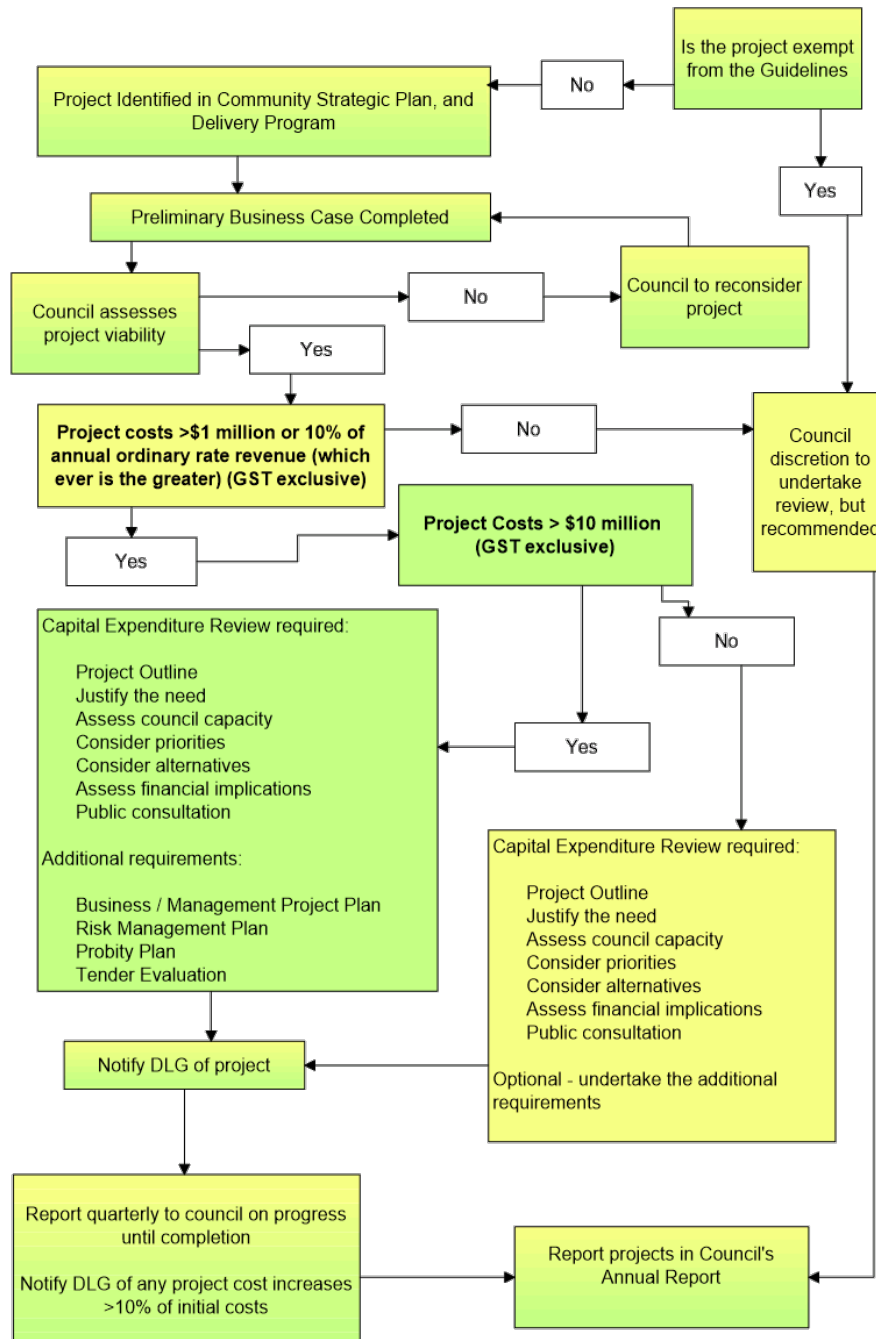 Is the project exempt
from the Guidelines
No
Project Identified in Community Strategic Plan, and
Delivery Program
Yes
Preliminary Business Case Completed
Council to reconsider
project
No
Council assesses
project viability
Yes
Project costs >$1 million or 10% of
annual ordinary rate revenue (which
ever is the greater) (GST exclusive)
No
Council
discretion to
undertake
review, but
recommended
Yes
Project Costs > $10 million
(GST exclusive)
No
Yes
Capital Expenditure Review required:
Project Outline
Justify the need
Assess council capacity
Consider priorities
Consider alternatives
Assess financial implications
Public consultation
Additional requirements:
Business / Management Project Plan
Risk Management Plan
Probity Plan
Tender Evaluation
Capital Expenditure Review required:
Project Outline
Justify the need
Assess council capacity
Consider priorities
Consider alternatives
Assess financial implications
Public consultation
Optional - undertake the additional
requirements
Notify DLG of project
Report quarterly to council on progress
until completion
Notify DLG of any project cost increases
>10% of initial costs
Report projects in Council's
Annual Report